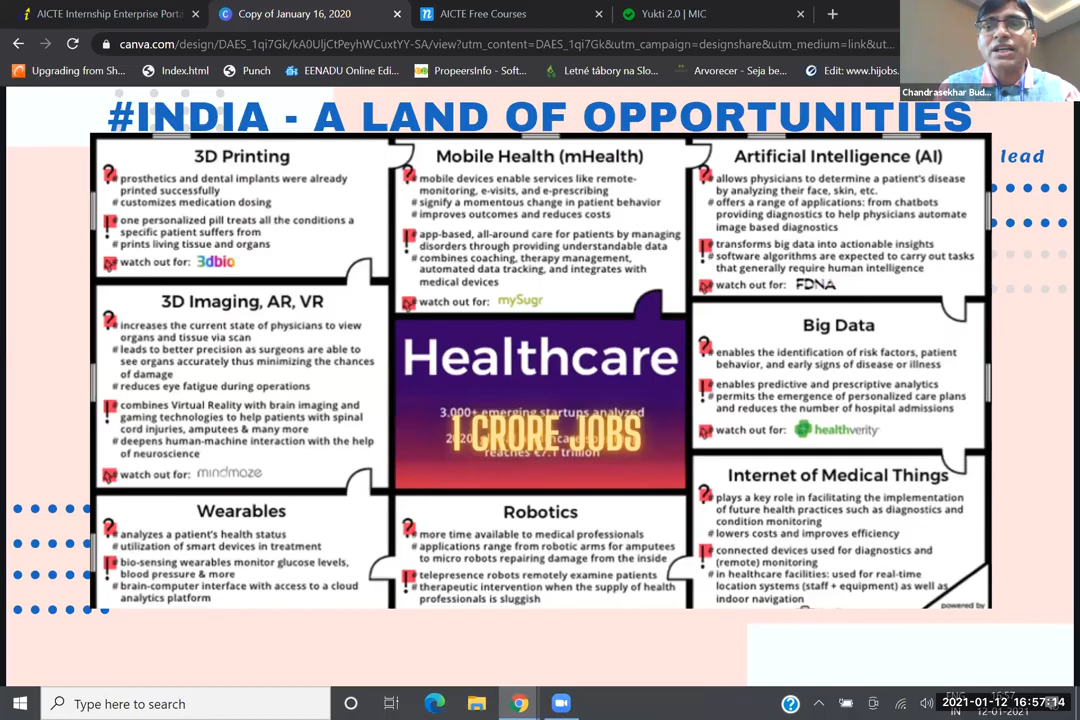 AICTE Internship Enterprise Porta
Copy of January 16, 2020
AICTE Free Courses
Yukti 2.0 | MIC
canva.com/design/DAES_1qi7Gk/kA0UljCtPeyhWCuxtYY-SA/view?utm_content=DAES_1qi7Gk&utm_campaign=designshare&utm_medium=link&ut...
Upgrading from Sh...
Index.html
Punch
EENADU Online Edi...
PropeersInfo - Soft...
Letné tábory na Slo...
Arvorecer - Seja be...
Edit: www.hijobs.
Chandrasekhar Bud...
#INDIA - A LAND OF OPPORTUNITIES
lead
3D Printing
# prosthetics and dental implants were already
printed successfully
# customizes medication dosing
# one personalized pill treats all the conditions a
specific patient suffers from
# prints living tissue and organs
watch out for: 3dbio
Mobile Health (mHealth)
# mobile devices enable services like remote-
monitoring, e-visits, and e-prescribing
# signify a momentous change in patient behavior
# improves outcomes and reduces costs
# app-based, all-around care for patients by managing
disorders through providing understandable data
# combines coaching, therapy management,
automated data tracking, and integrates with
medical devices
watch out for: mySugr
Artificial Intelligence (AI)
# allows physicians to determine a patient's disease
by analyzing their face, skin, etc.
# offers a range of applications: from chatbots
providing diagnostics to help physicians automate
image based diagnostics
# transforms big data into actionable insights
# software algorithms are expected to carry out tasks
that generally require human intelligence
watch out for: FDNA
3D Imaging, AR, VR
# increases the current state of physicians to view
organs and tissue via scan
# leads to better precision as surgeons are able to
see organs accurately thus minimizing the chances
of damage
# reduces eye fatigue during operations
# combines Virtual Reality with brain imaging and
gaming technologies to help patients with spinal
cord injuries, amputees & many more
# deepens human-machine interaction with the help
of neuroscience
watch out for: mindmaze
Healthcare
3.000+ emerging startups analyzed
1 CRORE JOBS
reaches €7.1 trillion
Big Data
# enables the identification of risk factors, patient
behavior, and early signs of disease or illness
# enables predictive and prescriptive analytics
# permits the emergence of personalized care plans
and reduces the number of hospital admissions
watch out for: healthverity
Wearables
# analyzes a patient's health status
# utilization of smart devices in treatment
# bio-sensing wearables monitor glucose levels,
blood pressure & more
# brain-computer interface with access to a cloud
analytics platform
Robotics
# more time available to medical professionals
# applications range from robotic arms for amputees
to micro robots repairing damage from the inside
# telepresence robots remotely examine patients
# therapeutic intervention when the supply of health
professionals is sluggish
Internet of Medical Things
# plays a key role in facilitating the implementation
of future health practices such as diagnostics and
condition monitoring
# lowers costs and improves efficiency
# connected devices used for diagnostics and
(remote) monitoring
# in healthcare facilities: used for real-time
location systems (staff + equipment) as well as
indoor navigation
powered by
Type here to search
ENG
IN
16:57
12-01-2021
2021-01-12 16:57:14